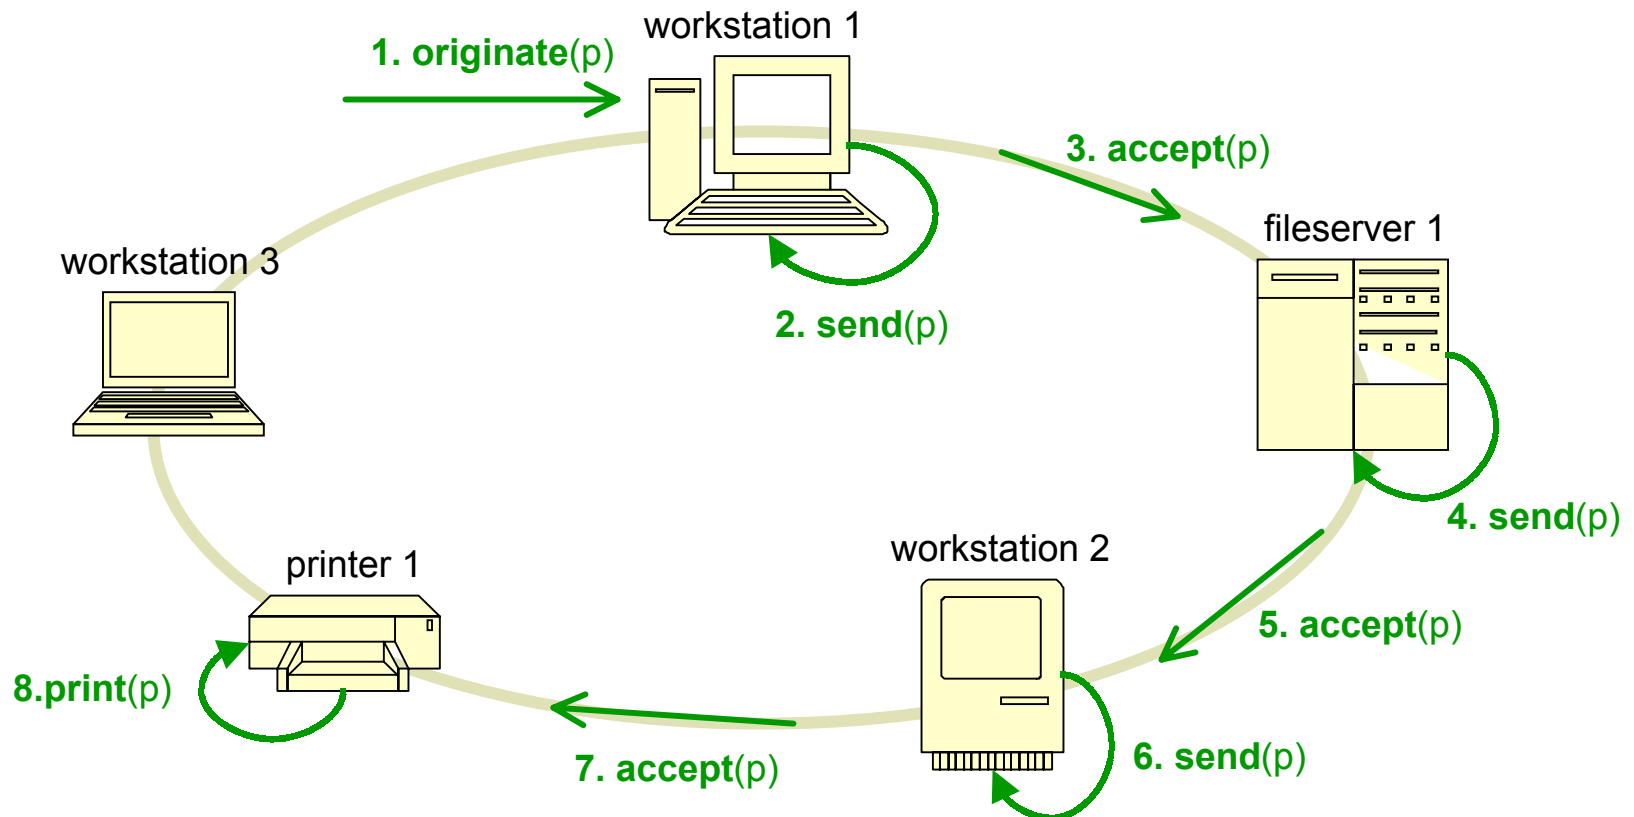 workstation 1
1. originate(p)
3. accept(p)
fileserver 1
workstation 3
2. send(p)
4. send(p)
workstation 2
printer 1
5. accept(p)
8.print(p)
6. send(p)
7. accept(p)